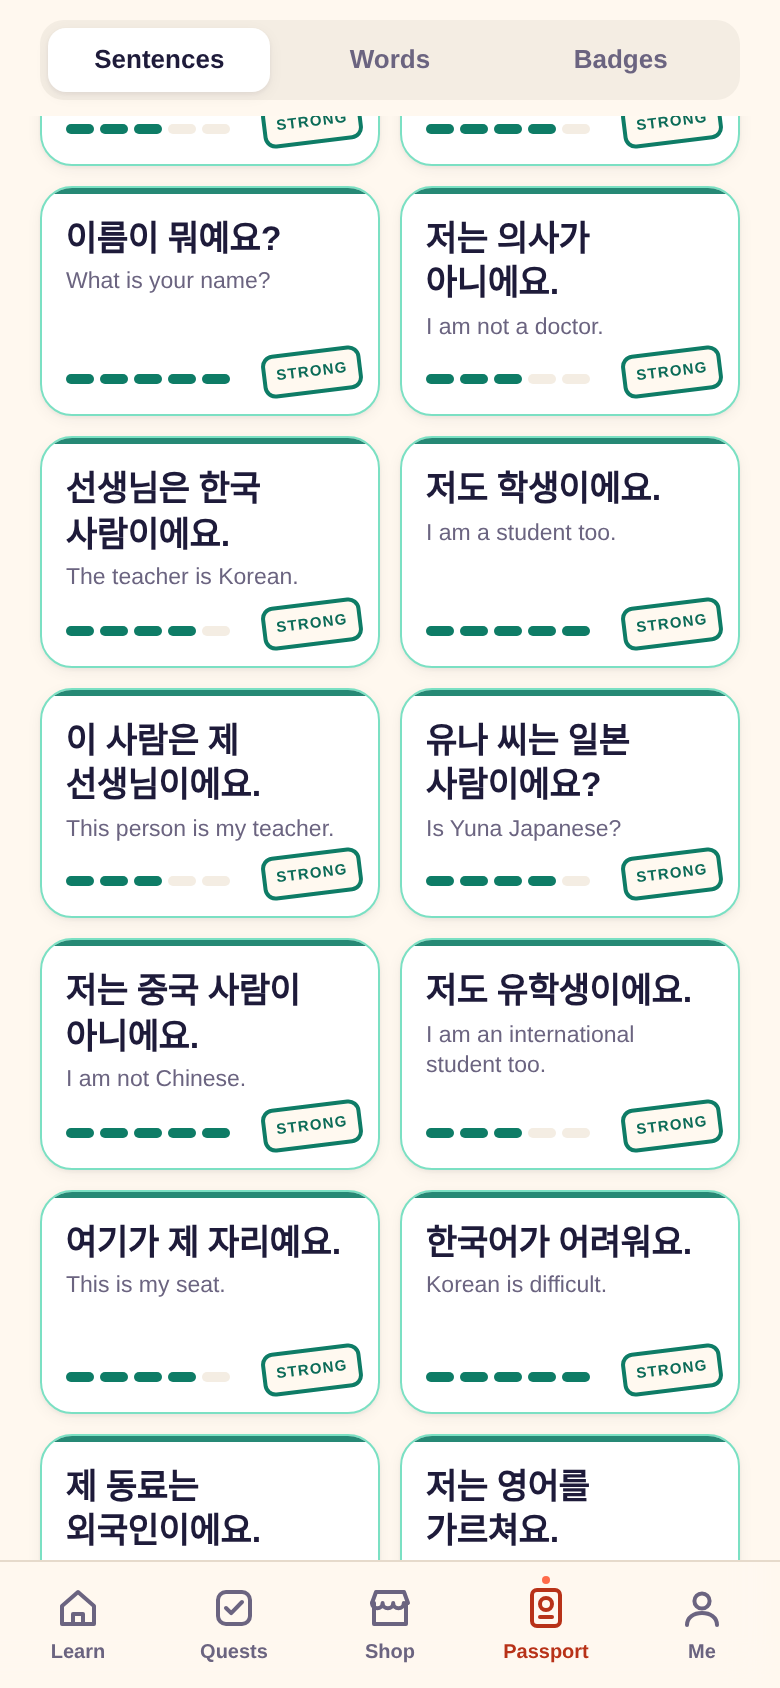 Sentences
Words
Badges
STRONG
STRONG
이름이 뭐예요?
What is your name?
STRONG
저는 의사가
아니에요.
I am not a doctor.
STRONG
선생님은 한국
사람이에요.
The teacher is Korean.
STRONG
저도 학생이에요.
I am a student too.
STRONG
이 사람은 제
선생님이에요.
This person is my teacher.
STRONG
유나 씨는 일본
사람이에요?
Is Yuna Japanese?
STRONG
저는 중국 사람이
아니에요.
I am not Chinese.
STRONG
저도 유학생이에요.
I am an international
student too.
STRONG
여기가 제 자리예요.
This is my seat.
STRONG
한국어가 어려워요.
Korean is difficult.
STRONG
제 동료는
외국인이에요.
저는 영어를
가르쳐요.
Learn
Quests
Shop
Passport
Me